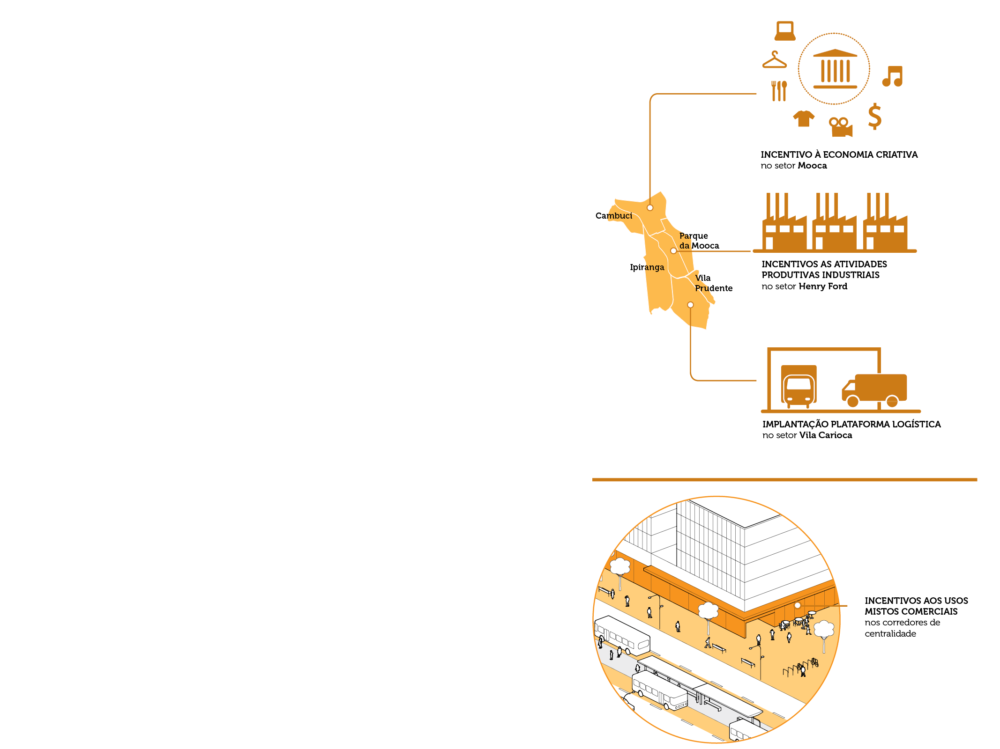 INCENTIVO À ECONOMIA CRIATIVA
no setor Mooca
Cambuci
Parque
da Mooca
Ipiranga
Vila
Prudente
INCENTIVOS AS ATIVIDADES
PRODUTIVAS INDUSTRIAIS
no setor Henry Ford
IMPLANTAÇÃO PLATAFORMA LOGÍSTICA
no setor Vila Carioca
INCENTIVOS AOS USOS
MISTOS COMERCIAIS
nos corredores de
centralidade